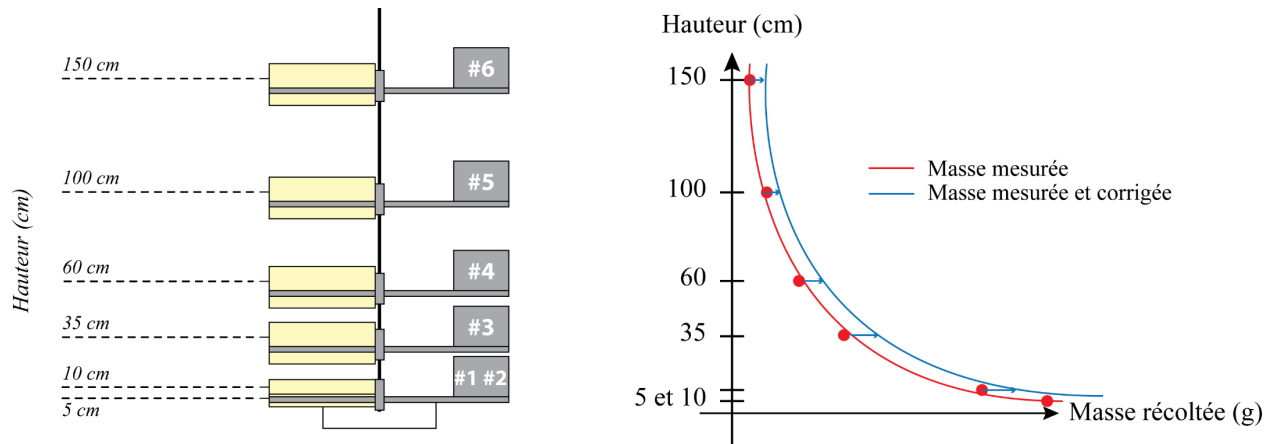 Hauteur (cm)
150 cm
#6
100 cm
#5
60 cm
#4
35 cm
#3
10 cm
#1 #2
5 cm
Hauteur (cm)
150
100
60
35
5 et 10
Masse mesurée
Masse mesurée et corrigée
Masse récoltée (g)